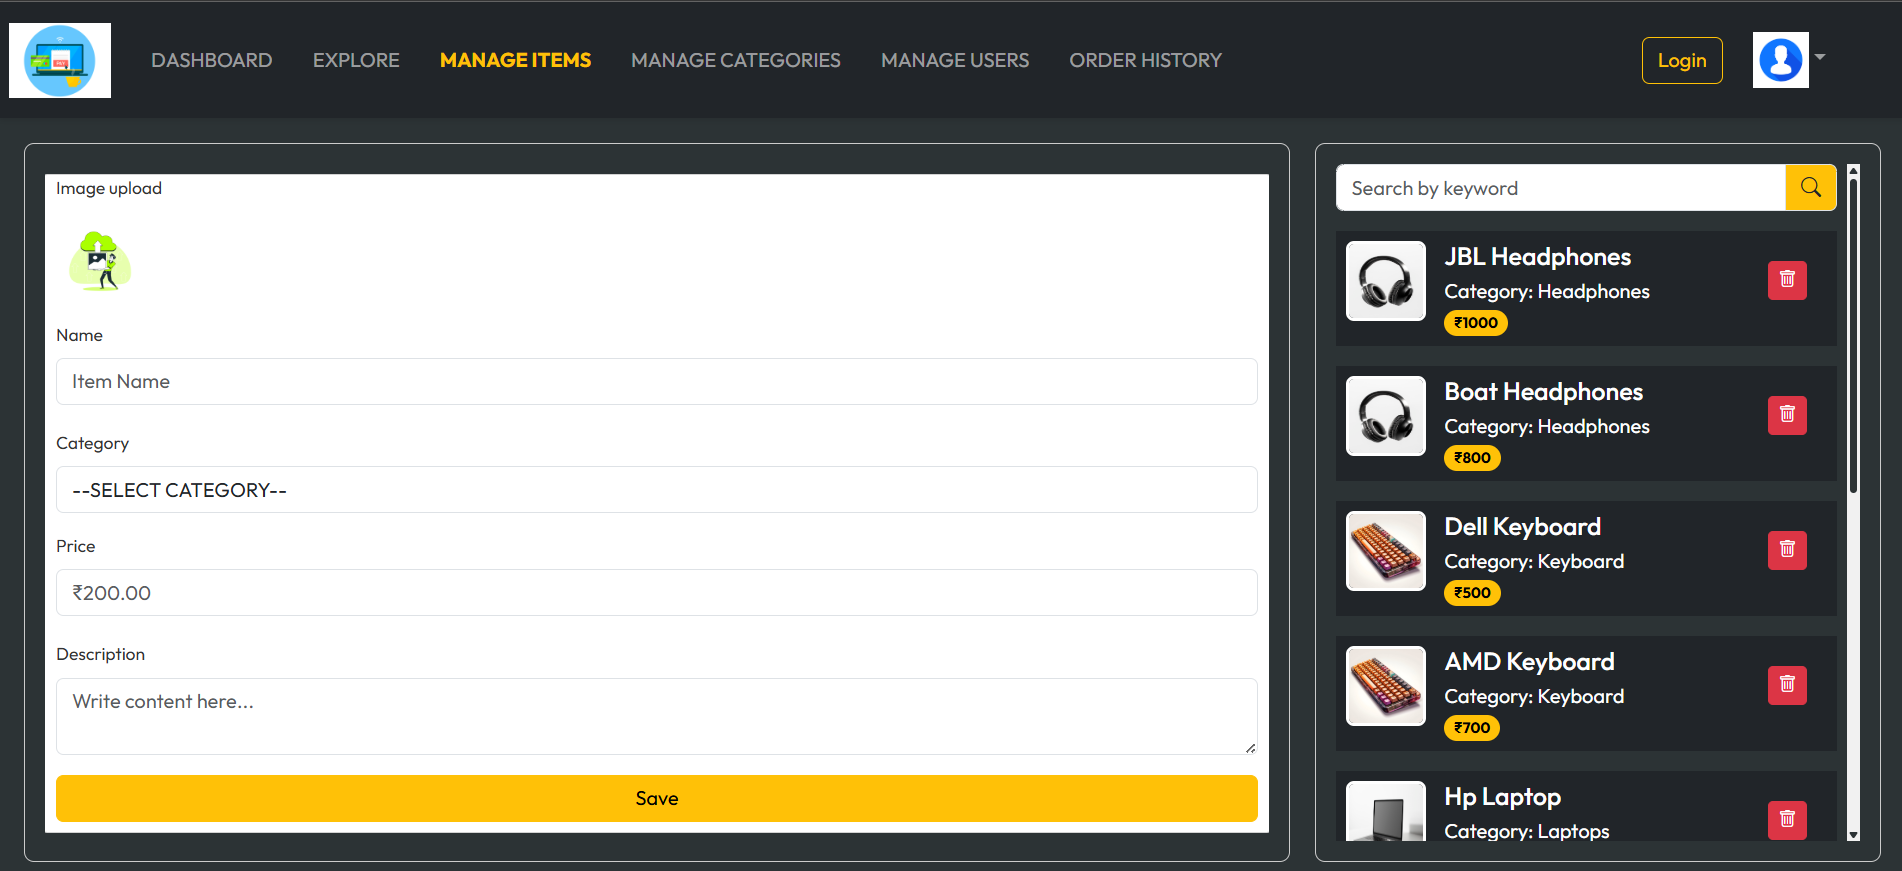 DASHBOARD
EXPLORE
MANAGE ITEMS
MANAGE CATEGORIES
MANAGE USERS
ORDER HISTORY
Login
Image upload
Name
Item Name
Category
--SELECT CATEGORY--
Price
₹200.00
Description
Write content here...
Save
Search by keyword
JBL Headphones
Category: Headphones
₹1000
Boat Headphones
Category: Headphones
₹800
Dell Keyboard
Category: Keyboard
₹500
AMD Keyboard
Category: Keyboard
₹700
Hp Laptop
Category: Laptops